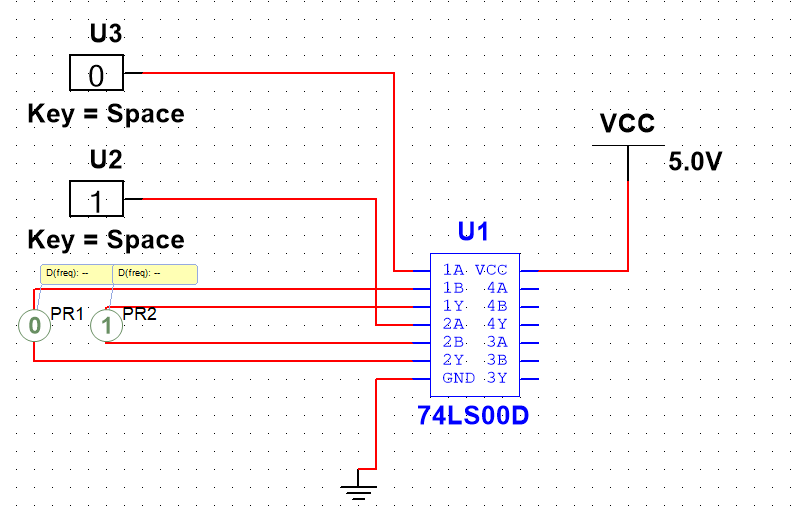 U3
0
Key = Space
U2
1
Key = Space
VCC
5.0V
D(freq): --
D(freq): --
0
PR1
1
PR2
U1
1A VCC
1B 4A
1Y 4B
2A 4Y
2B 3A
2Y 3B
GND 3Y
74LS00D